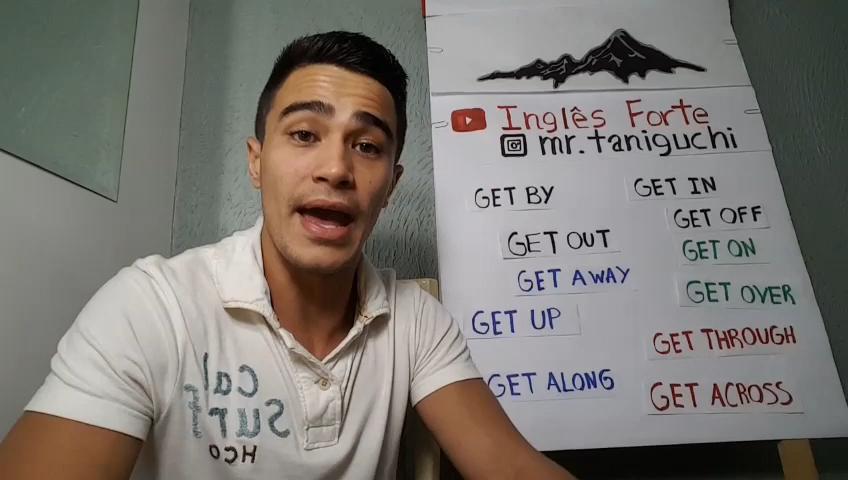 Inglês Forte
mr.taniguchi
GET BY
GET IN
GET OFF
GET OUT
GET ON
GET AWAY
GET OVER
GET UP
GET THROUGH
GET ALONG
GET ACROSS
Cali
Surf
HCO